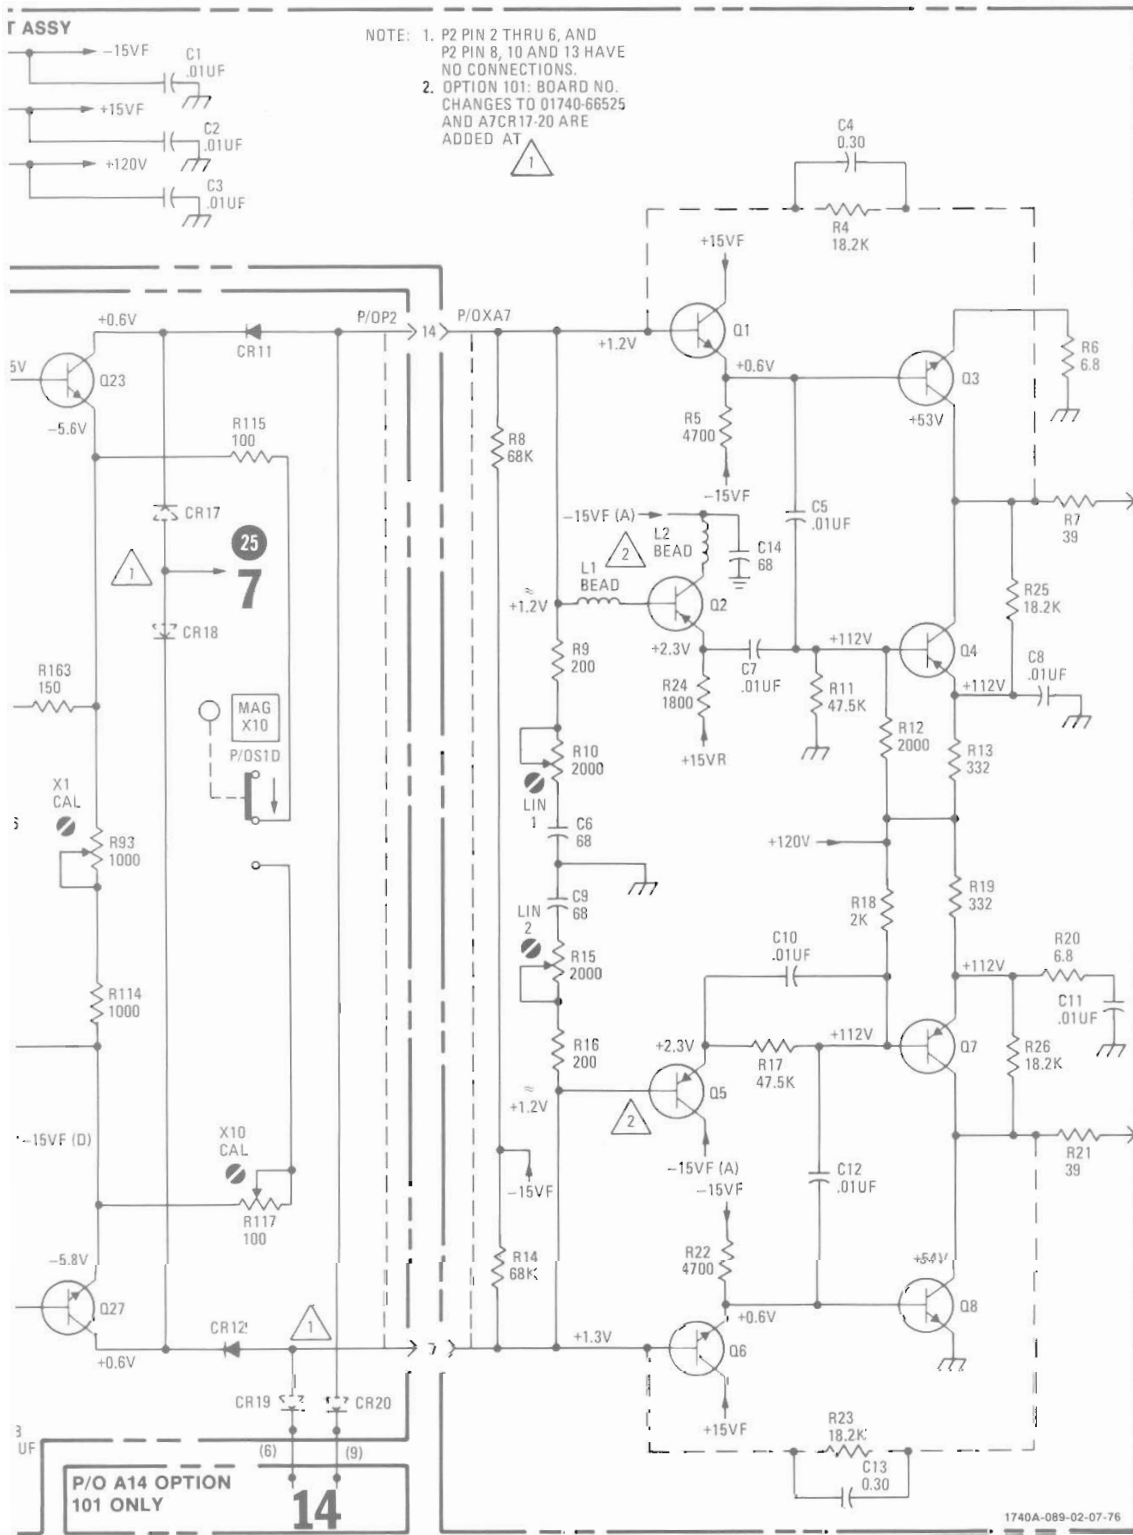 T ASSY
-15VF
C1
.01UF
+15VF
C2
.01UF
+120V
C3
.01UF
NOTE: 1. P2 PIN 2 THRU 6, AND
P2 PIN 8, 10 AND 13 HAVE
NO CONNECTIONS.
2. OPTION 101: BOARD NO.
CHANGES TO 01740-66525
AND A7CR17-20 ARE
ADDED AT
1
C4
0.30
R4
18.2K
+15VF
+0.6V
P/OP2
14
P/OXA7
+1.2V
Q1
CR11
5V
Q23
-5.6V
+0.6V
Q3
R6
6.8
+53V
R115
100
R8
68K
R5
4700
-15VF
CR17
1
25
7
-15VF (A)
2
L2
BEAD
C14
68
C5
.01UF
R7
39
L1
BEAD
≈
+1.2V
Q2
R25
18.2K
CR18
R9
200
+2.3V
C7
.01UF
+112V
Q4
R163
150
MAG
X10
P/OS1D
R24
1800
R11
47.5K
+112V
C8
.01UF
R10
2000
+15VR
R12
2000
R13
332
X1
CAL
LIN
1
6
R93
1000
C6
68
+120V
C9
68
LIN
2
R18
2K
R19
332
R15
2000
C10
.01UF
R20
6.8
+112V
R114
1000
C11
.01UF
R16
200
+2.3V
+112V
R17
47.5K
Q7
R26
18.2K
≈
+1.2V
2
Q5
-15VF (D)
X10
CAL
-15VF (A)
-15VF
C12
.01UF
R21
39
-15VF
R117
100
-5.8V
R14
68K
R22
4700
+54V
Q27
CR12
1
+0.6V
Q8
+0.6V
7
+1.3V
Q6
CR19
CR20
+15VF
R23
18.2K
(6)
(9)
UF
C13
0.30
P/O A14 OPTION
101 ONLY
14
1740A-089-02-07-76